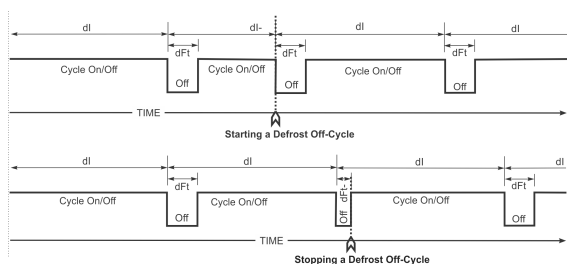 dI dI- dI dI
dFt dFt dFt
Cycle On/Off Cycle On/Off Cycle On/Off
Off Off Off
TIME
Starting a Defrost Off-Cycle
dI dI dI dI
dFt dFt- dFt
Cycle On/Off Cycle On/Off Cycle On/Off
Off Off Off
TIME
Stopping a Defrost Off-Cycle